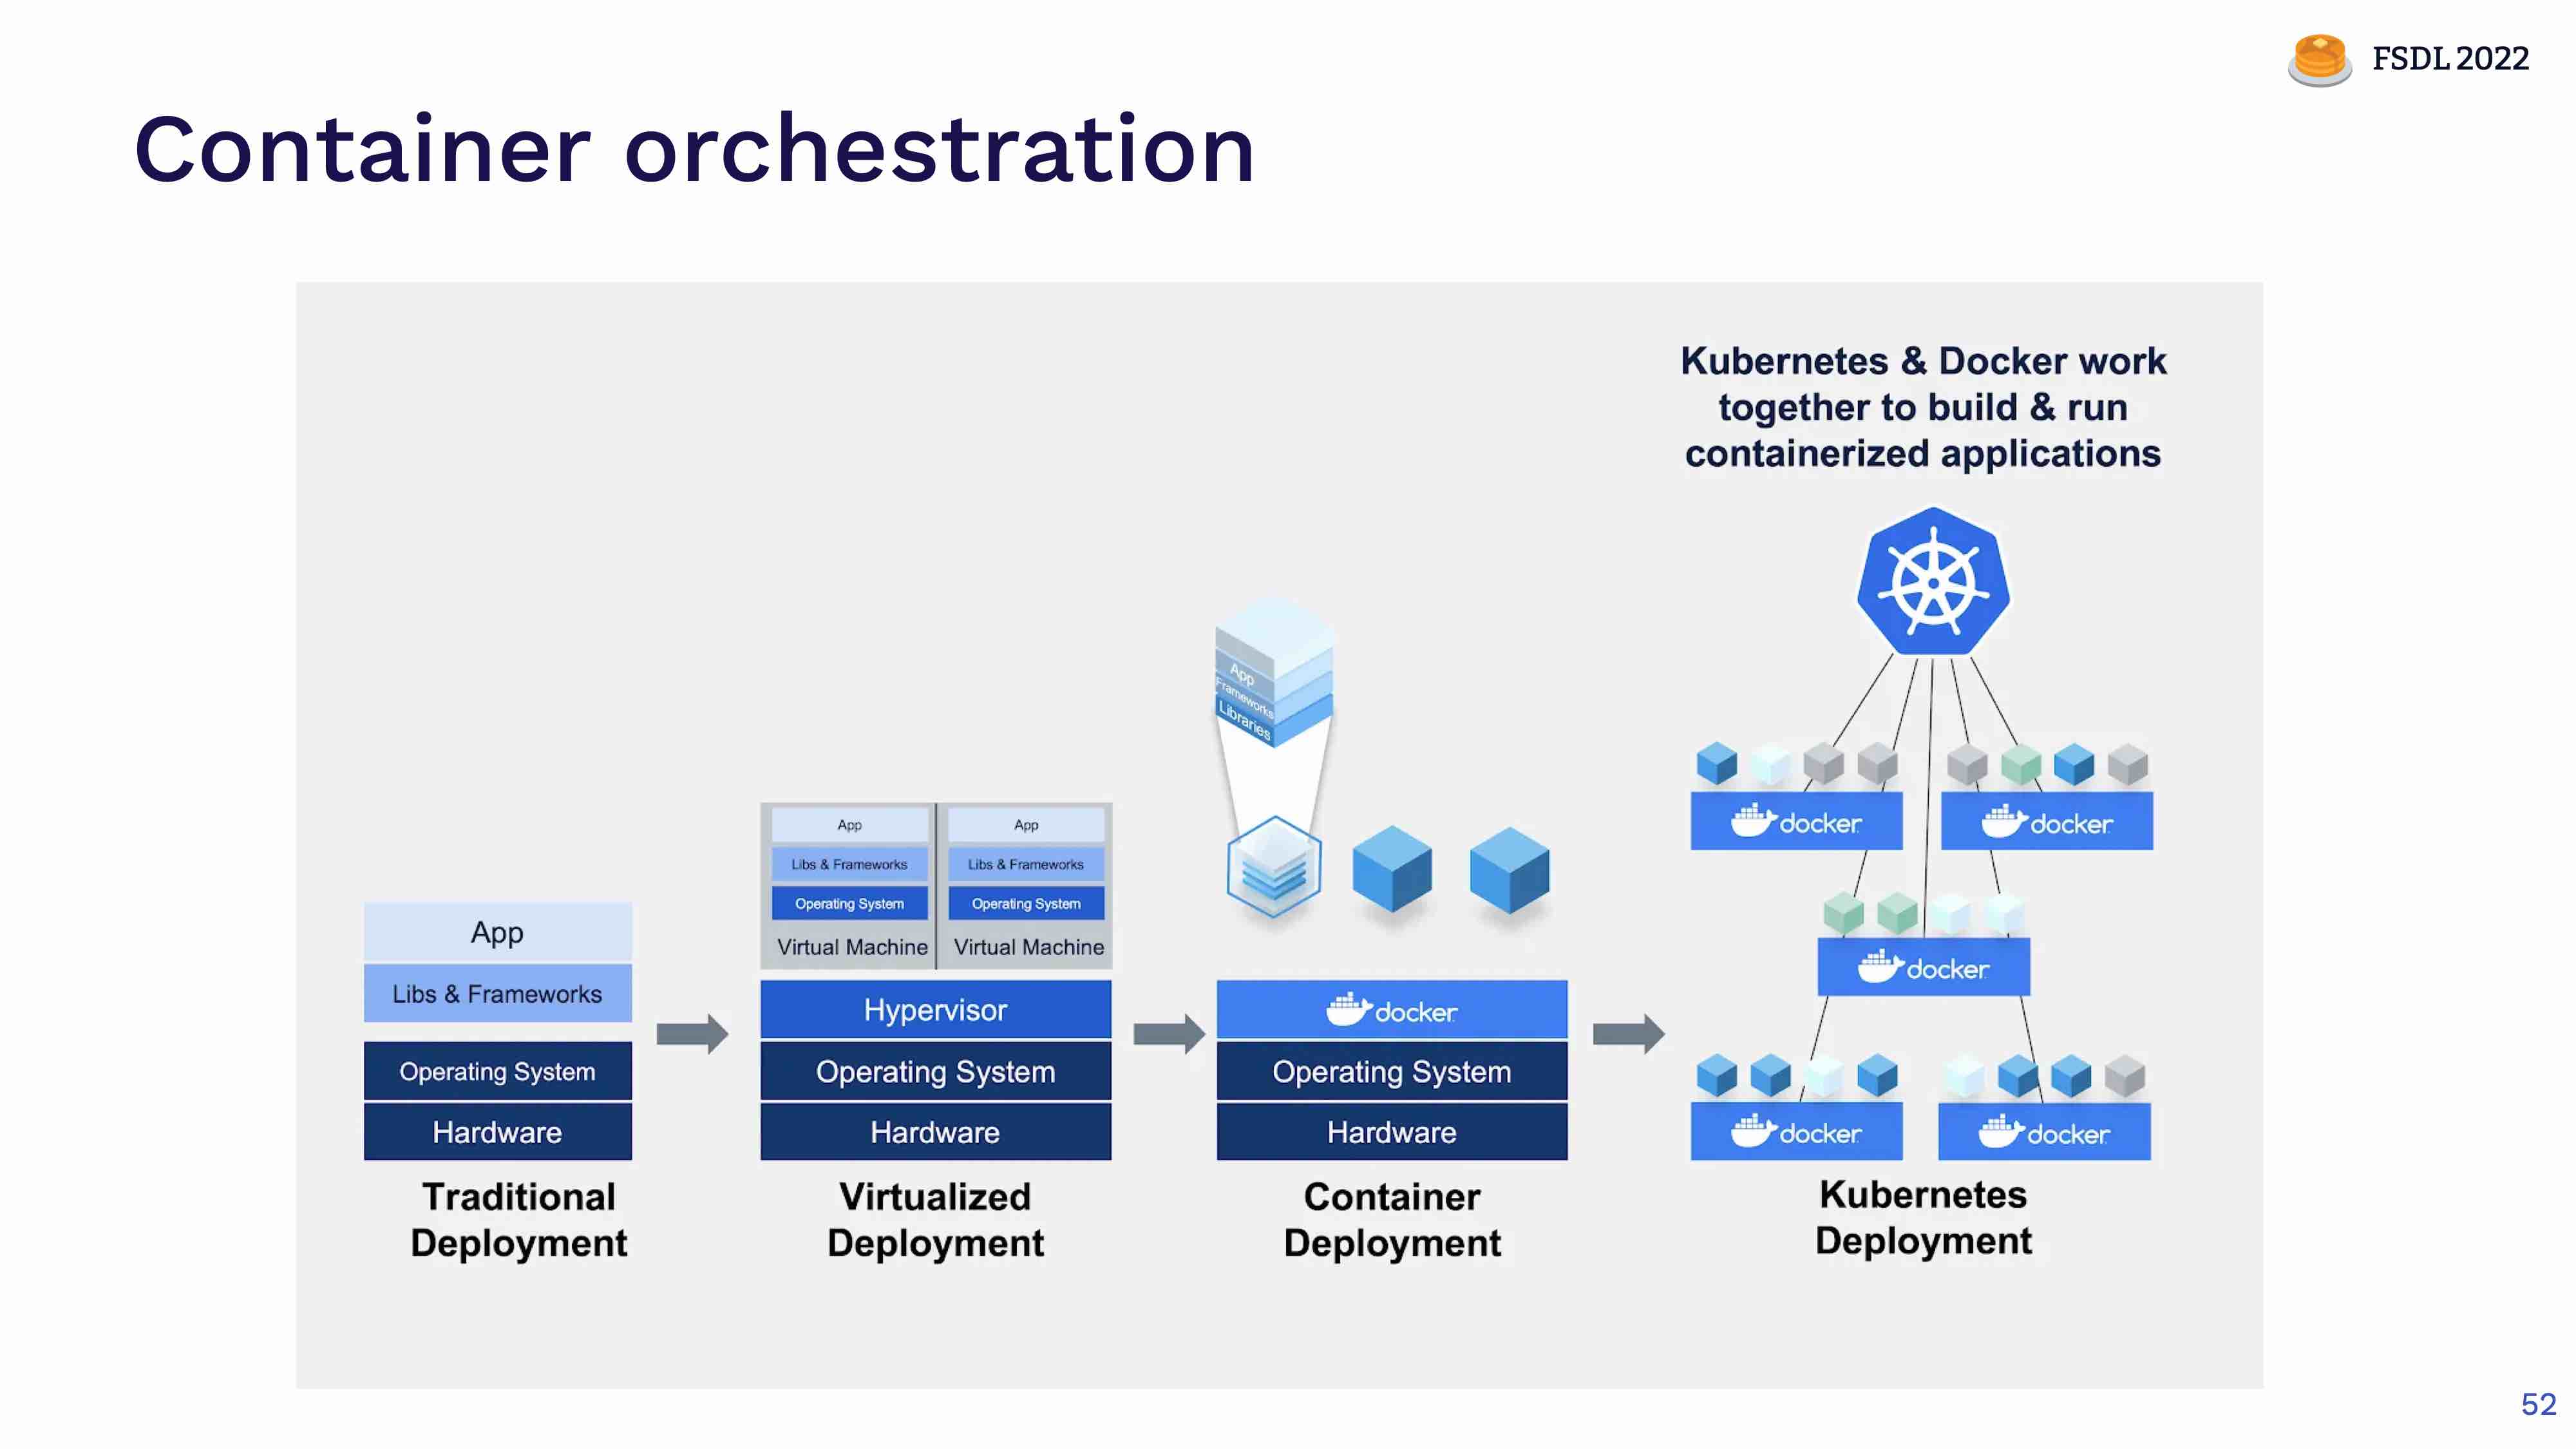 FSDL 2022
Container orchestration
Kubernetes & Docker work
together to build & run
containerized applications
App
Frameworks
Libraries
docker
docker
docker
docker
docker
App
Libs & Frameworks
Operating System
Virtual Machine
App
Libs & Frameworks
Operating System
Virtual Machine
App
Libs & Frameworks
Operating System
Hardware
Traditional
Deployment
Hypervisor
Operating System
Hardware
Virtualized
Deployment
docker
Operating System
Hardware
Container
Deployment
Kubernetes
Deployment
52